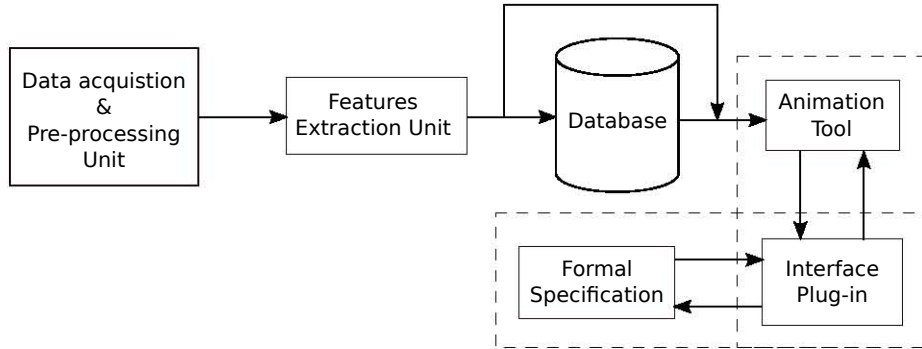 Data acquistion
&
Pre-processing
Unit
Features
Extraction Unit
Database
Animation
Tool
Formal
Specification
Interface
Plug-in